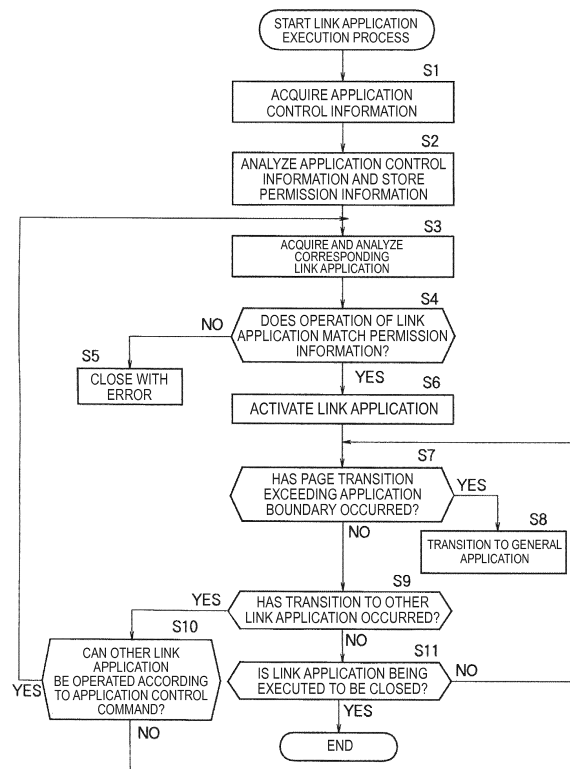 START LINK APPLICATION
EXECUTION PROCESS
S1
ACQUIRE APPLICATION
CONTROL INFORMATION
S2
ANALYZE APPLICATION CONTROL
INFORMATION AND STORE
PERMISSION INFORMATION
S3
ACQUIRE AND ANALYZE
CORRESPONDING
LINK APPLICATION
S4
DOES OPERATION OF LINK
APPLICATION MATCH PERMISSION
INFORMATION?
NO
S5
CLOSE WITH
ERROR
YES
S6
ACTIVATE LINK APPLICATION
S7
HAS PAGE TRANSITION
EXCEEDING APPLICATION
BOUNDARY OCCURRED?
YES
S8
TRANSITION TO GENERAL
APPLICATION
NO
S9
HAS TRANSITION TO OTHER
LINK APPLICATION OCCURRED?
YES
S10
CAN OTHER LINK
APPLICATION
BE OPERATED ACCORDING
TO APPLICATION CONTROL
COMMAND?
YES
NO
NO
S11
IS LINK APPLICATION BEING
EXECUTED TO BE CLOSED?
NO
YES
END